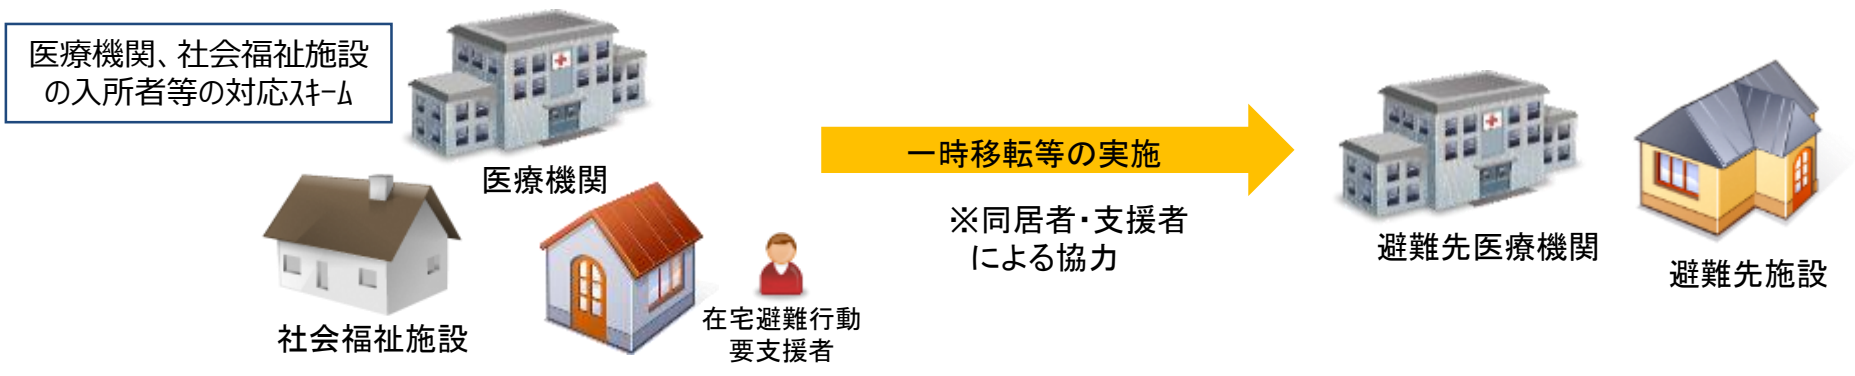 医療機関、社会福祉施設
の入所者等の対応ｽｷｰﾑ
医療機関
社会福祉施設
在宅避難行動
要支援者
一時移転等の実施
※同居者・支援者
による協力
避難先医療機関
避難先施設